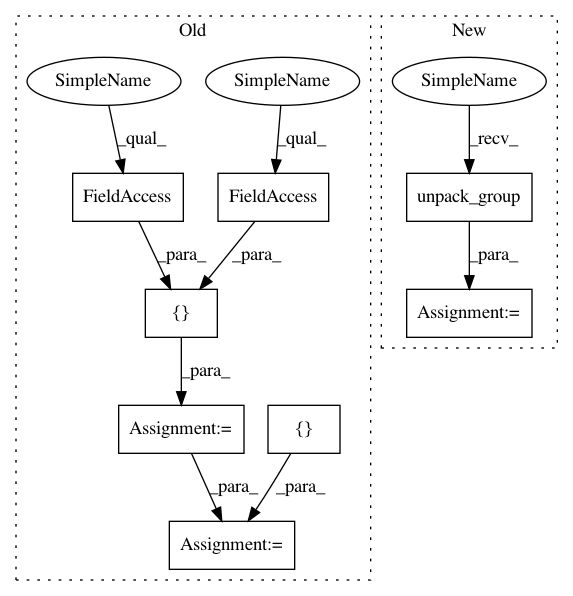 Old
New
SimpleName
SimpleName
SimpleName
_qual_
_qual_
_recv_
FieldAccess
FieldAccess
unpack_group
_para_
_para_
_para_
{}
Assignment:=
_para_
Assignment:=
{}
_para_
_para_
Assignment:=